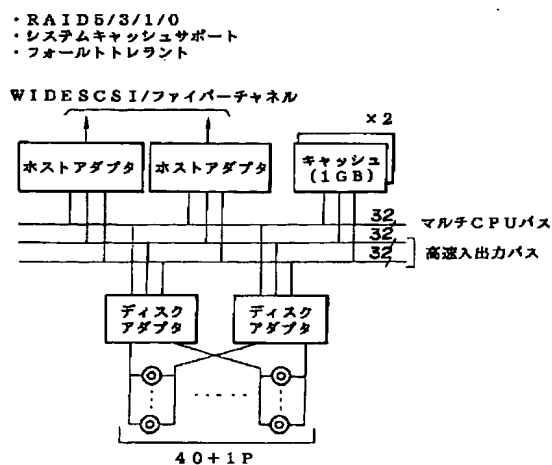 ・RAID5/3/1/0
・システムキャッシュサポート
・フォールトトレラント
WIDESCSI/ファイバーチャネル
×2
ホストアダプタ
ホストアダプタ
キャッシュ
(1GB)
32
マルチCPUバス
32
32
高速入出力バス
ディスク
アダプタ
ディスク
アダプタ
40+1P